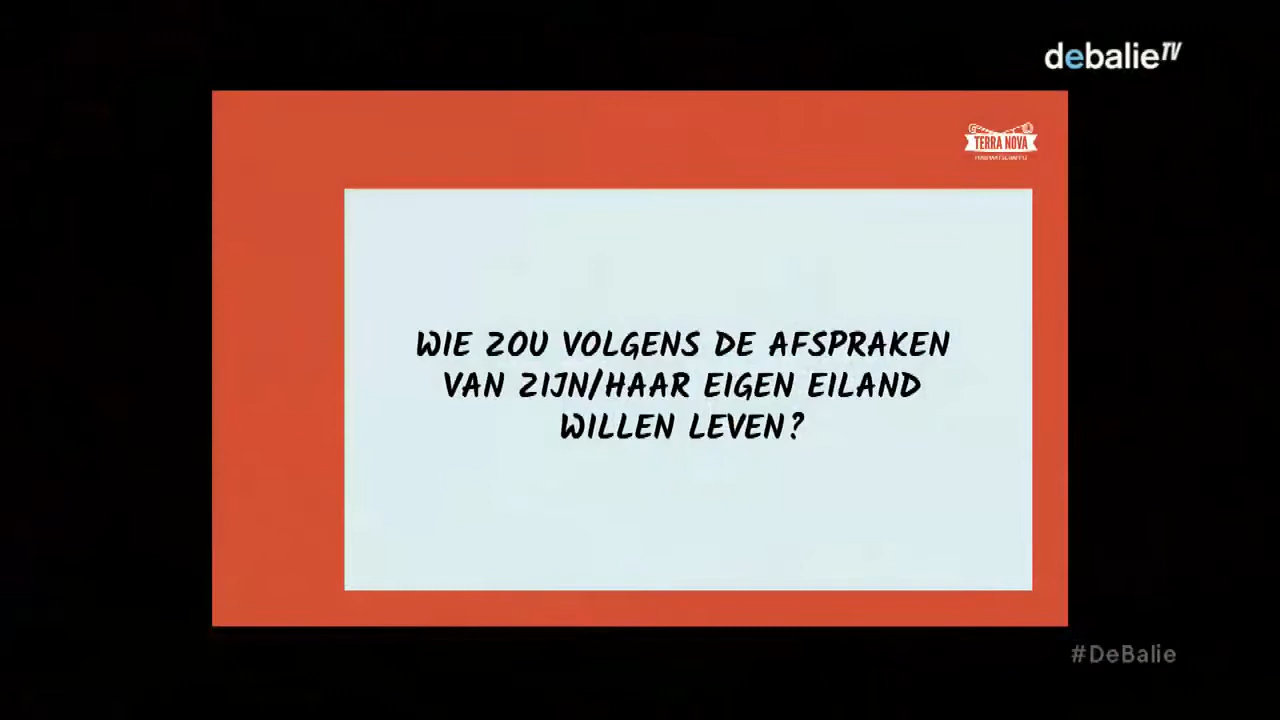 debalieTV
TERRA NOVA
WIE ZOU VOLGENS DE AFSPRAKEN
VAN ZIJN/HAAR EIGEN EILAND
WILLEN LEVEN?
#DeBalie